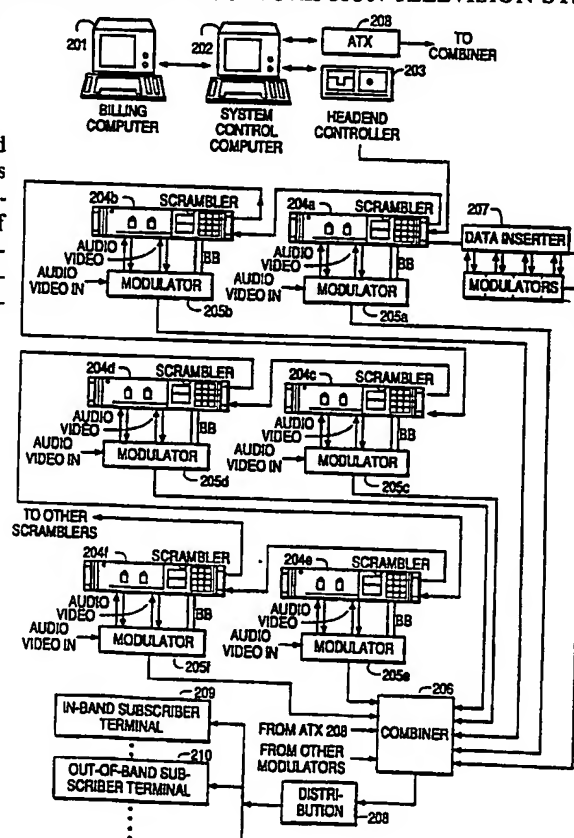 TELEVISION
201
202
208
ATX
TO COMBINER
203
BILLING COMPUTER
SYSTEM CONTROL COMPUTER
HEADEND CONTROLLER
204b
SCRAMBLER
204a
SCRAMBLER
207
DATA INSERTER
AUDIO
VIDEO
BB
AUDIO
VIDEO
BB
AUDIO
VIDEO IN
MODULATOR
205b
AUDIO
VIDEO IN
MODULATOR
205a
MODULATORS
204d
SCRAMBLER
204c
SCRAMBLER
AUDIO
VIDEO
BB
AUDIO
VIDEO
BB
AUDIO
VIDEO IN
MODULATOR
205d
AUDIO
VIDEO IN
MODULATOR
205c
TO OTHER
SCRAMBLERS
204f
SCRAMBLER
204e
SCRAMBLER
AUDIO
VIDEO
BB
AUDIO
VIDEO
BB
AUDIO
VIDEO IN
MODULATOR
205f
AUDIO
VIDEO IN
MODULATOR
205e
209
IN-BAND SUBSCRIBER
TERMINAL
206
COMBINER
FROM ATX 208
210
OUT-OF-BAND SUB-
SCRIBER TERMINAL
FROM OTHER
MODULATORS
DISTRI-
BUTION
208